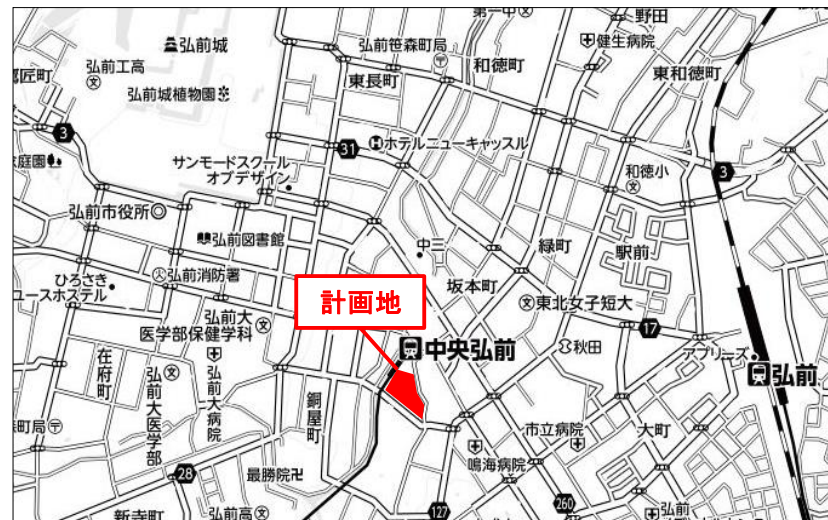 第一中
野田
弘前城
弘前笹森町局
健生病院
弘前工高
和徳町
東和徳町
匠町
東長町
弘前城植物園
3
31
ホテルニューキャッスル
庭園
サンモードスクール
オブデザイン
和徳小
3
弘前市役所
弘前図書館
中三
緑町
駅前
弘前消防署
坂本町
ひろさき
ユースホステル
計画地
東北女子短大
弘前大
医学部保健学科
17
中央弘前
秋田
アプリーズ
弘前
在府町
弘前大医学部
弘前大病院
銅屋町
市立病院
大町
町局
鳴海病院
28
最勝院
新寺町
弘前高
127
260
弘前